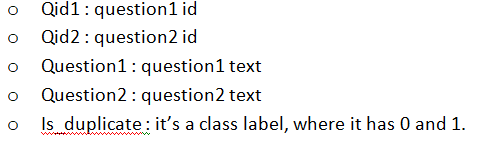 o Qid1 : question1 id
o Qid2 : question2 id
o Question1 : question1 text
o Question2 : question2 text
o Is_duplicate : it’s a class label, where it has 0 and 1.